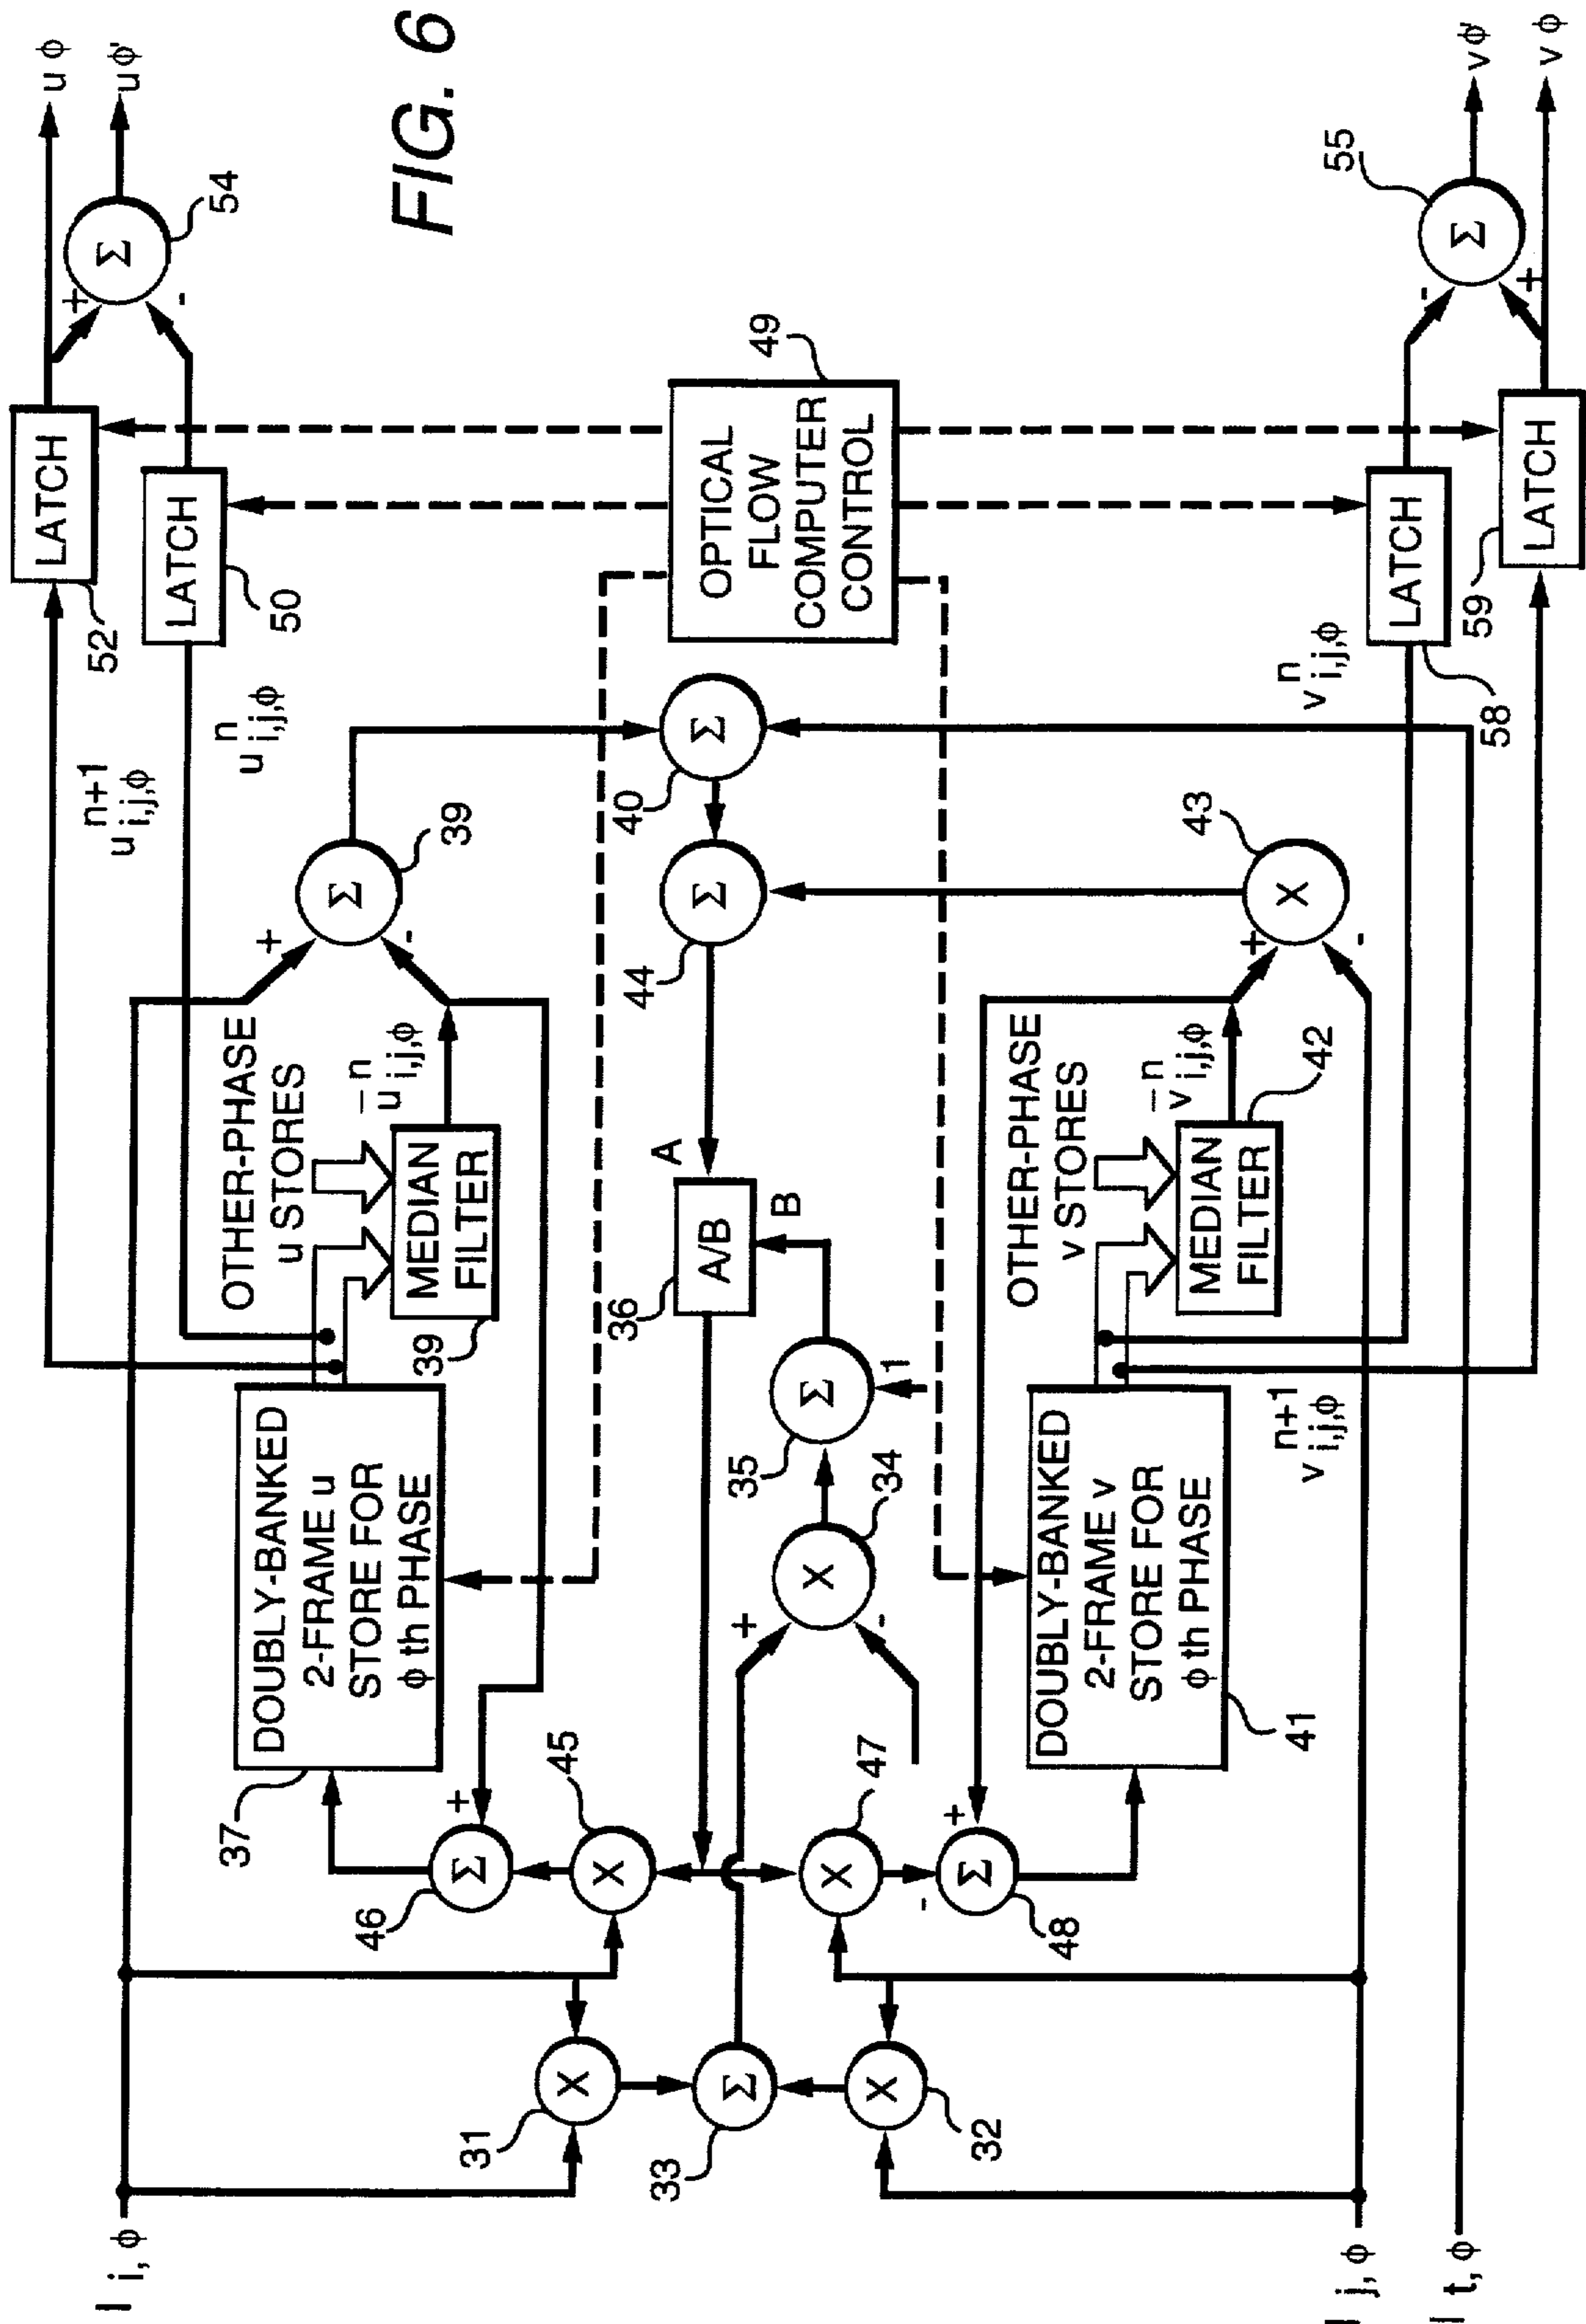 FIG. 6
u ϕ
u ϕ'
54
Σ
+
-
LATCH
52
LATCH
50
u n+1 i,j,ϕ
u n i,j,ϕ
39
Σ
+
-
OTHER-PHASE
u STORES
ū n i,j,ϕ
MEDIAN
FILTER
39
DOUBLY-BANKED
2-FRAME u
STORE FOR
ϕ th PHASE
37
+
Σ
46
X
45
I i, ϕ
X
31
Σ
33
X
32
OPTICAL
FLOW
COMPUTER
CONTROL
49
Σ
40
Σ
44
A
A/B
B
36
Σ
35
1
X
34
+
-
X
47
-
+
Σ
48
v ϕ'
v ϕ
55
Σ
-
+
LATCH
58
LATCH
59
v n i,j,ϕ
43
X
+
-
OTHER-PHASE
v STORES
v̄ n i,j,ϕ
MEDIAN
FILTER
42
v n+1 i,j,ϕ
DOUBLY-BANKED
2-FRAME v
STORE FOR
ϕ th PHASE
41
I j, ϕ
I t, ϕ